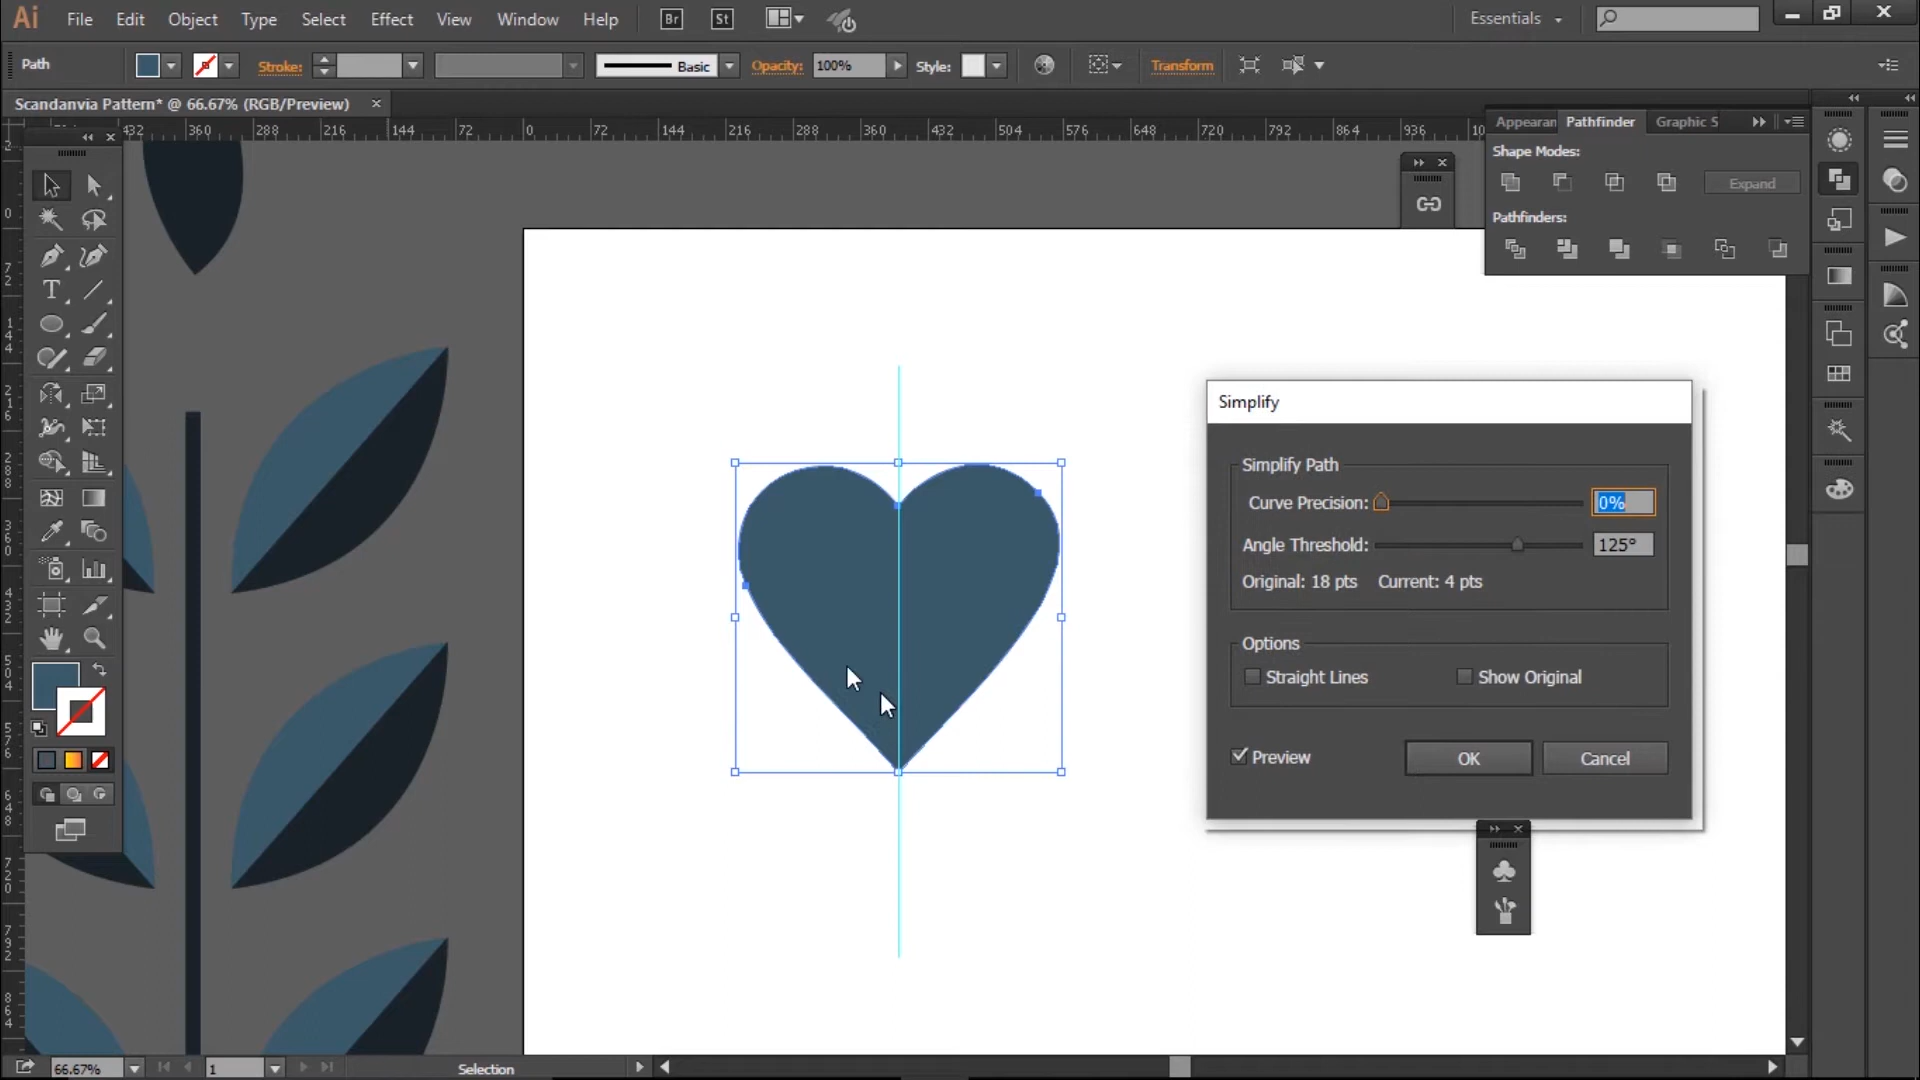 Ai File Edit Object Type Select Effect View Window Help Br St Essentials
Path Stroke: Basic Opacity: 100% Style: Transform
Scandanvia Pattern* @ 66.67% (RGB/Preview)
432 360 288 216 144 72 0 72 144 216 288 360 432 504 576 648 720 792 864 936
Appearan Pathfinder Graphic S
Shape Modes:
Expand
Pathfinders:
Simplify
Simplify Path
Curve Precision: 0%
Angle Threshold: 125°
Original: 18 pts Current: 4 pts
Options
Straight Lines Show Original
Preview OK Cancel
66.67% 1 Selection